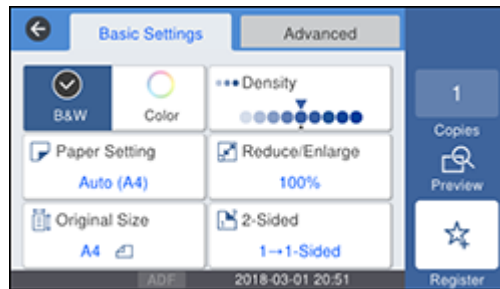 Basic Settings
Advanced
B&W
Color
Density
1
Copies
Paper Setting
Auto (A4)
Reduce/Enlarge
100%
Preview
Original Size
A4
2-Sided
1→1-Sided
ADF
2018-03-01 20:51
Register